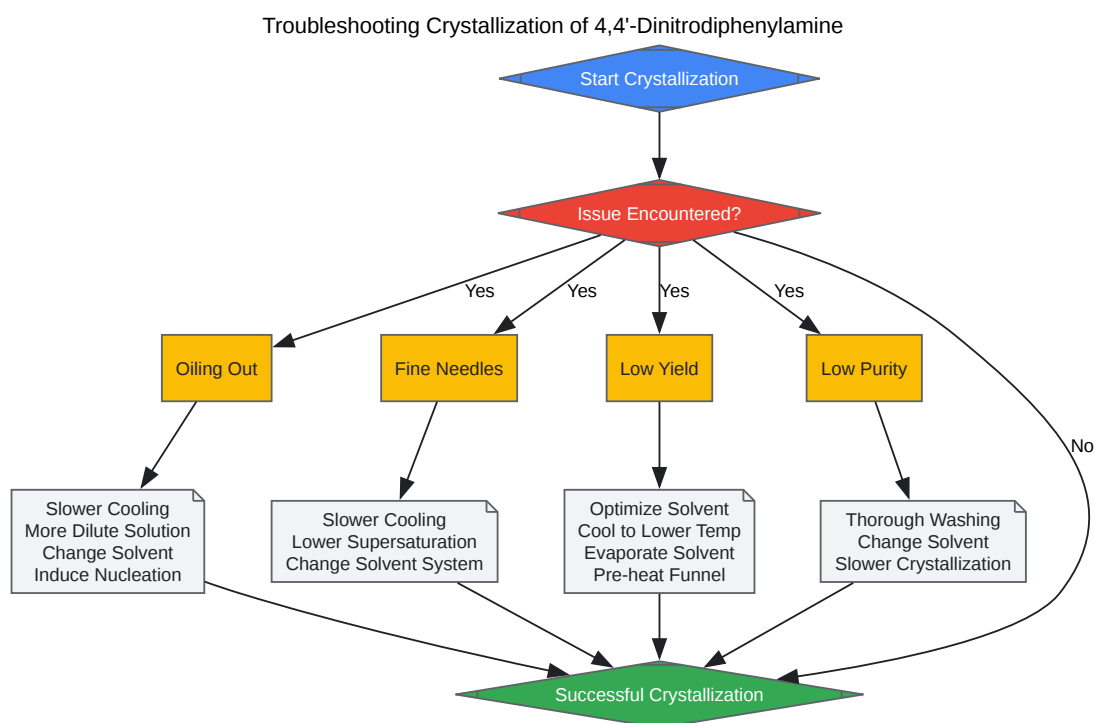 Troubleshooting Crystallization of 4,4'-Dinitrodiphenylamine
Start Crystallization
Issue Encountered?
Yes
Yes
Yes
Yes
Oiling Out
Fine Needles
Low Yield
Low Purity
No
Slower Cooling
More Dilute Solution
Change Solvent
Induce Nucleation
Slower Cooling
Lower Supersaturation
Change Solvent System
Optimize Solvent
Cool to Lower Temp
Evaporate Solvent
Pre-heat Funnel
Thorough Washing
Change Solvent
Slower Crystallization
Successful Crystallization